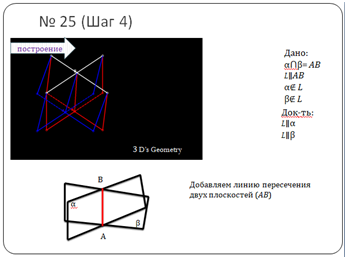 № 25 (Шаг 4)
построение
3 D's Geometry
Дано:
α∩β= AB
L∥AB
α∉ L
β∉ L
Док-ть:
L∥α
L∥β
Добавляем линию пересечения
двух плоскостей (AB)
B
α
β
A